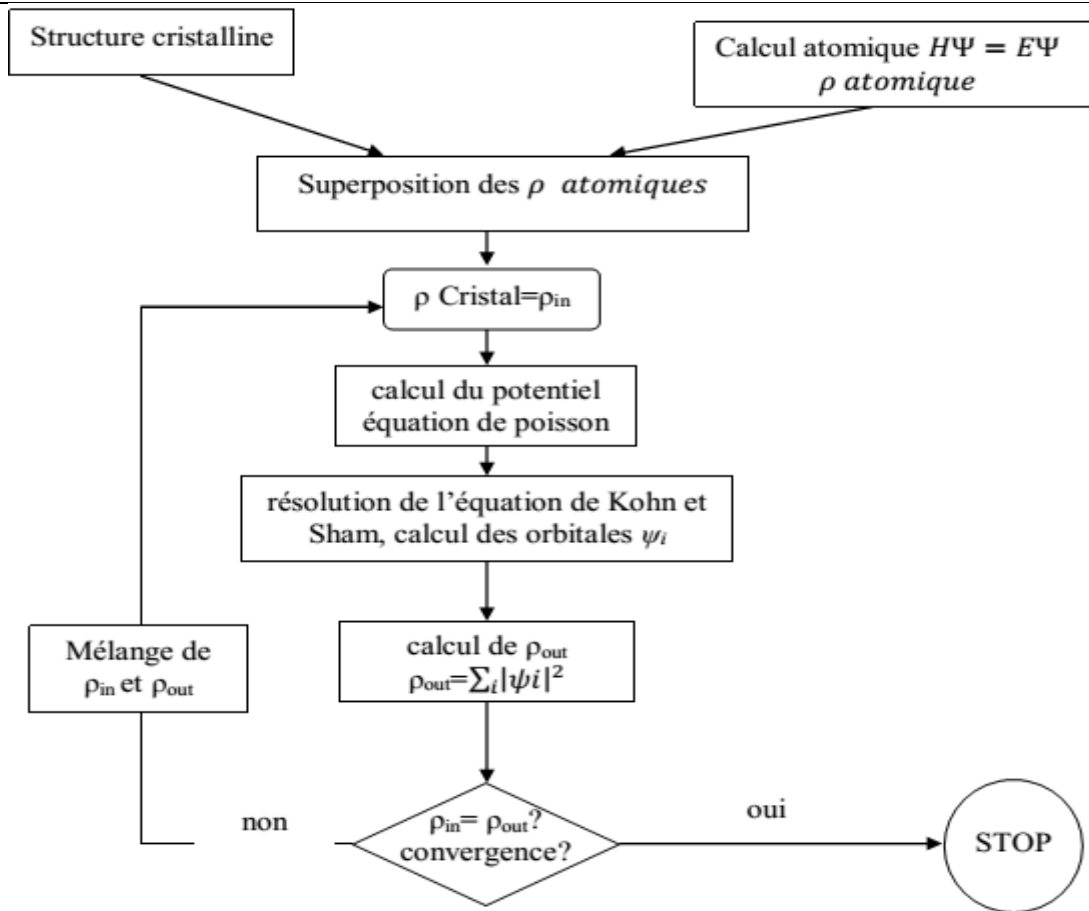 Structure cristalline
Calcul atomique HΨ = EΨ
ρ atomique
Superposition des ρ atomiques
ρ Cristal=ρin
calcul du potentiel
équation de poisson
résolution de l’équation de Kohn et
Sham, calcul des orbitales ψi
Mélange de
ρin et ρout
calcul de ρout
ρout=∑i|ψi|²
non
ρin= ρout?
convergence?
oui
STOP